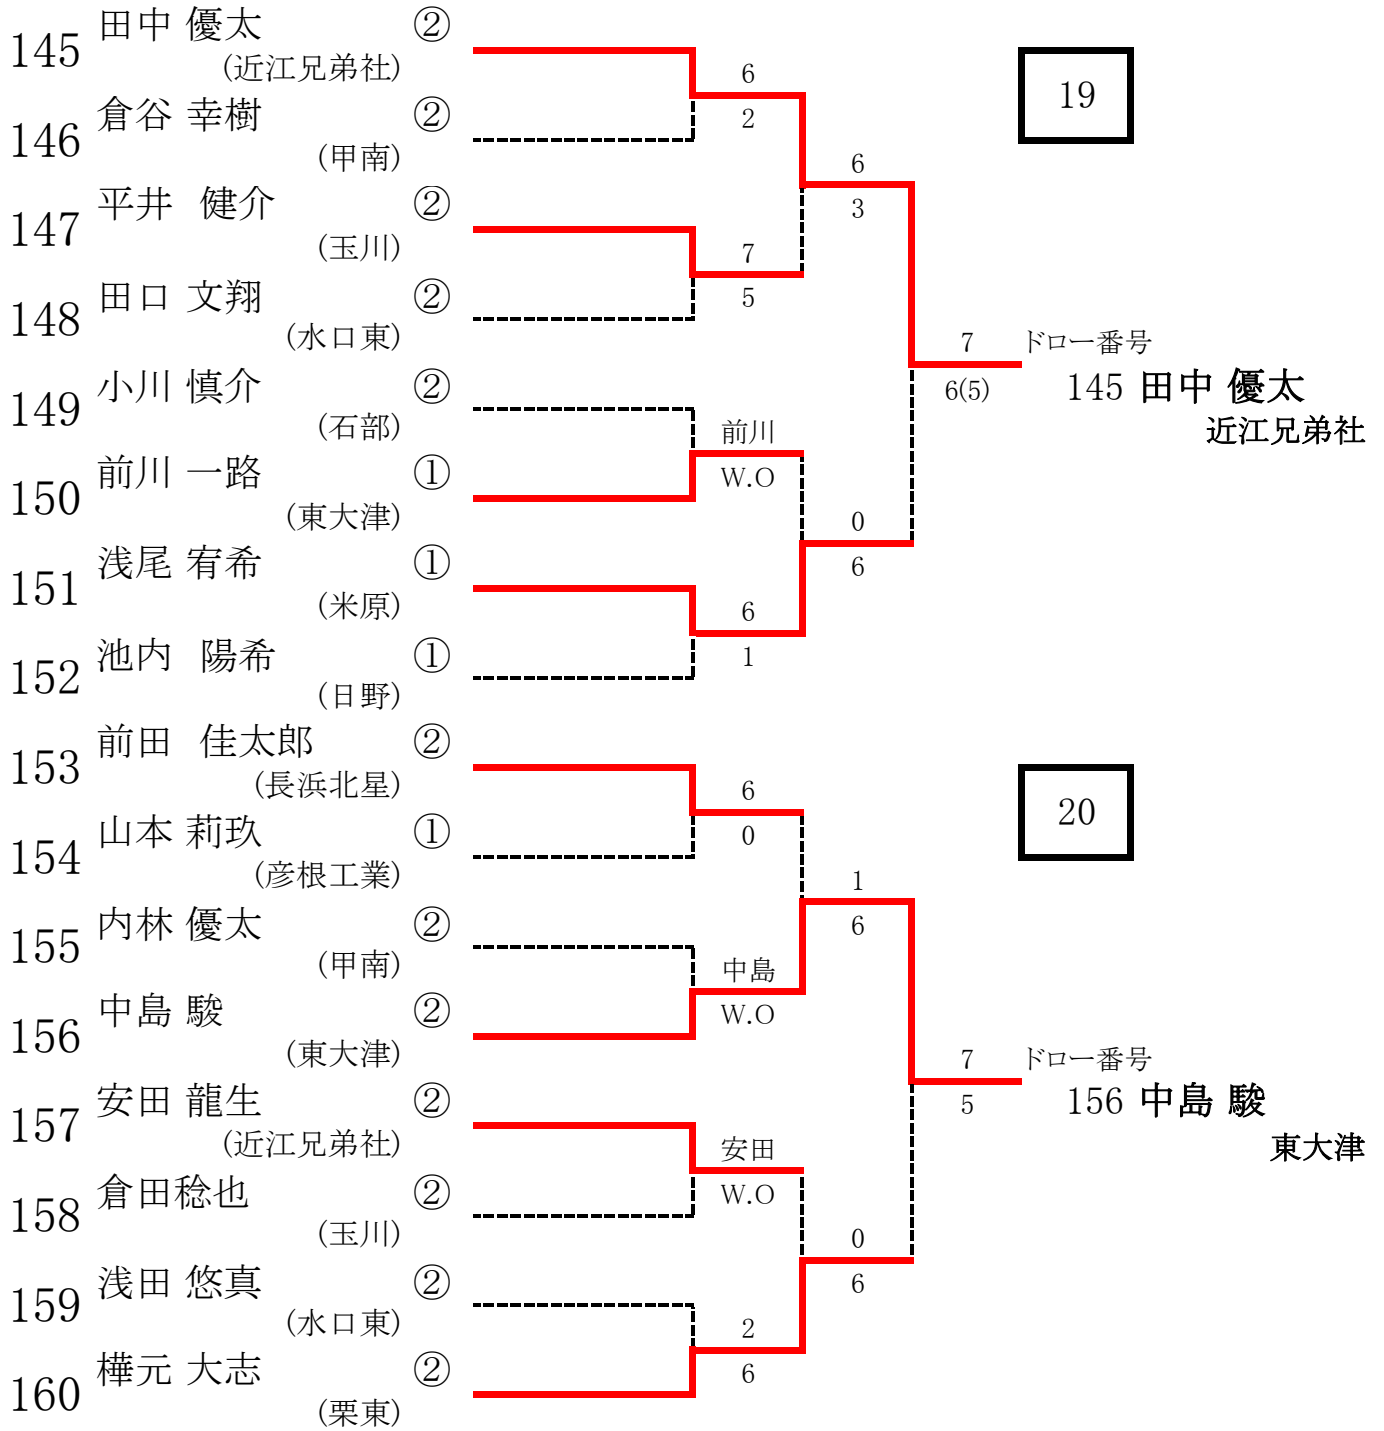 145 田中 優太 ②
(近江兄弟社)
146 倉谷 幸樹 ②
(甲南)
147 平井 健介 ②
(玉川)
148 田口 文翔 ②
(水口東)
149 小川 慎介 ②
(石部)
150 前川 一路 ①
(東大津)
151 浅尾 宥希 ①
(米原)
152 池内 陽希 ①
(日野)
153 前田 佳太郎 ②
(長浜北星)
154 山本 莉玖 ①
(彦根工業)
155 内林 優太 ②
(甲南)
156 中島 駿 ②
(東大津)
157 安田 龍生 ②
(近江兄弟社)
158 倉田稔也 ②
(玉川)
159 浅田 悠真 ②
(水口東)
160 樺元 大志 ②
(栗東)
6
2
7
5
前川
W.O
6
1
6
0
中島
W.O
安田
W.O
2
6
6
3
0
6
1
6
0
6
7
6(5)
7
5
19
ドロー番号
145 田中 優太
近江兄弟社
20
ドロー番号
156 中島 駿
東大津